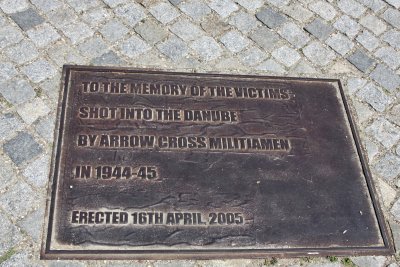 TO THE MEMORY OF THE VICTIMS
SHOT INTO THE DANUBE
BY ARROW CROSS MILITIAMEN
IN 1944-45
ERECTED 16TH APRIL, 2005